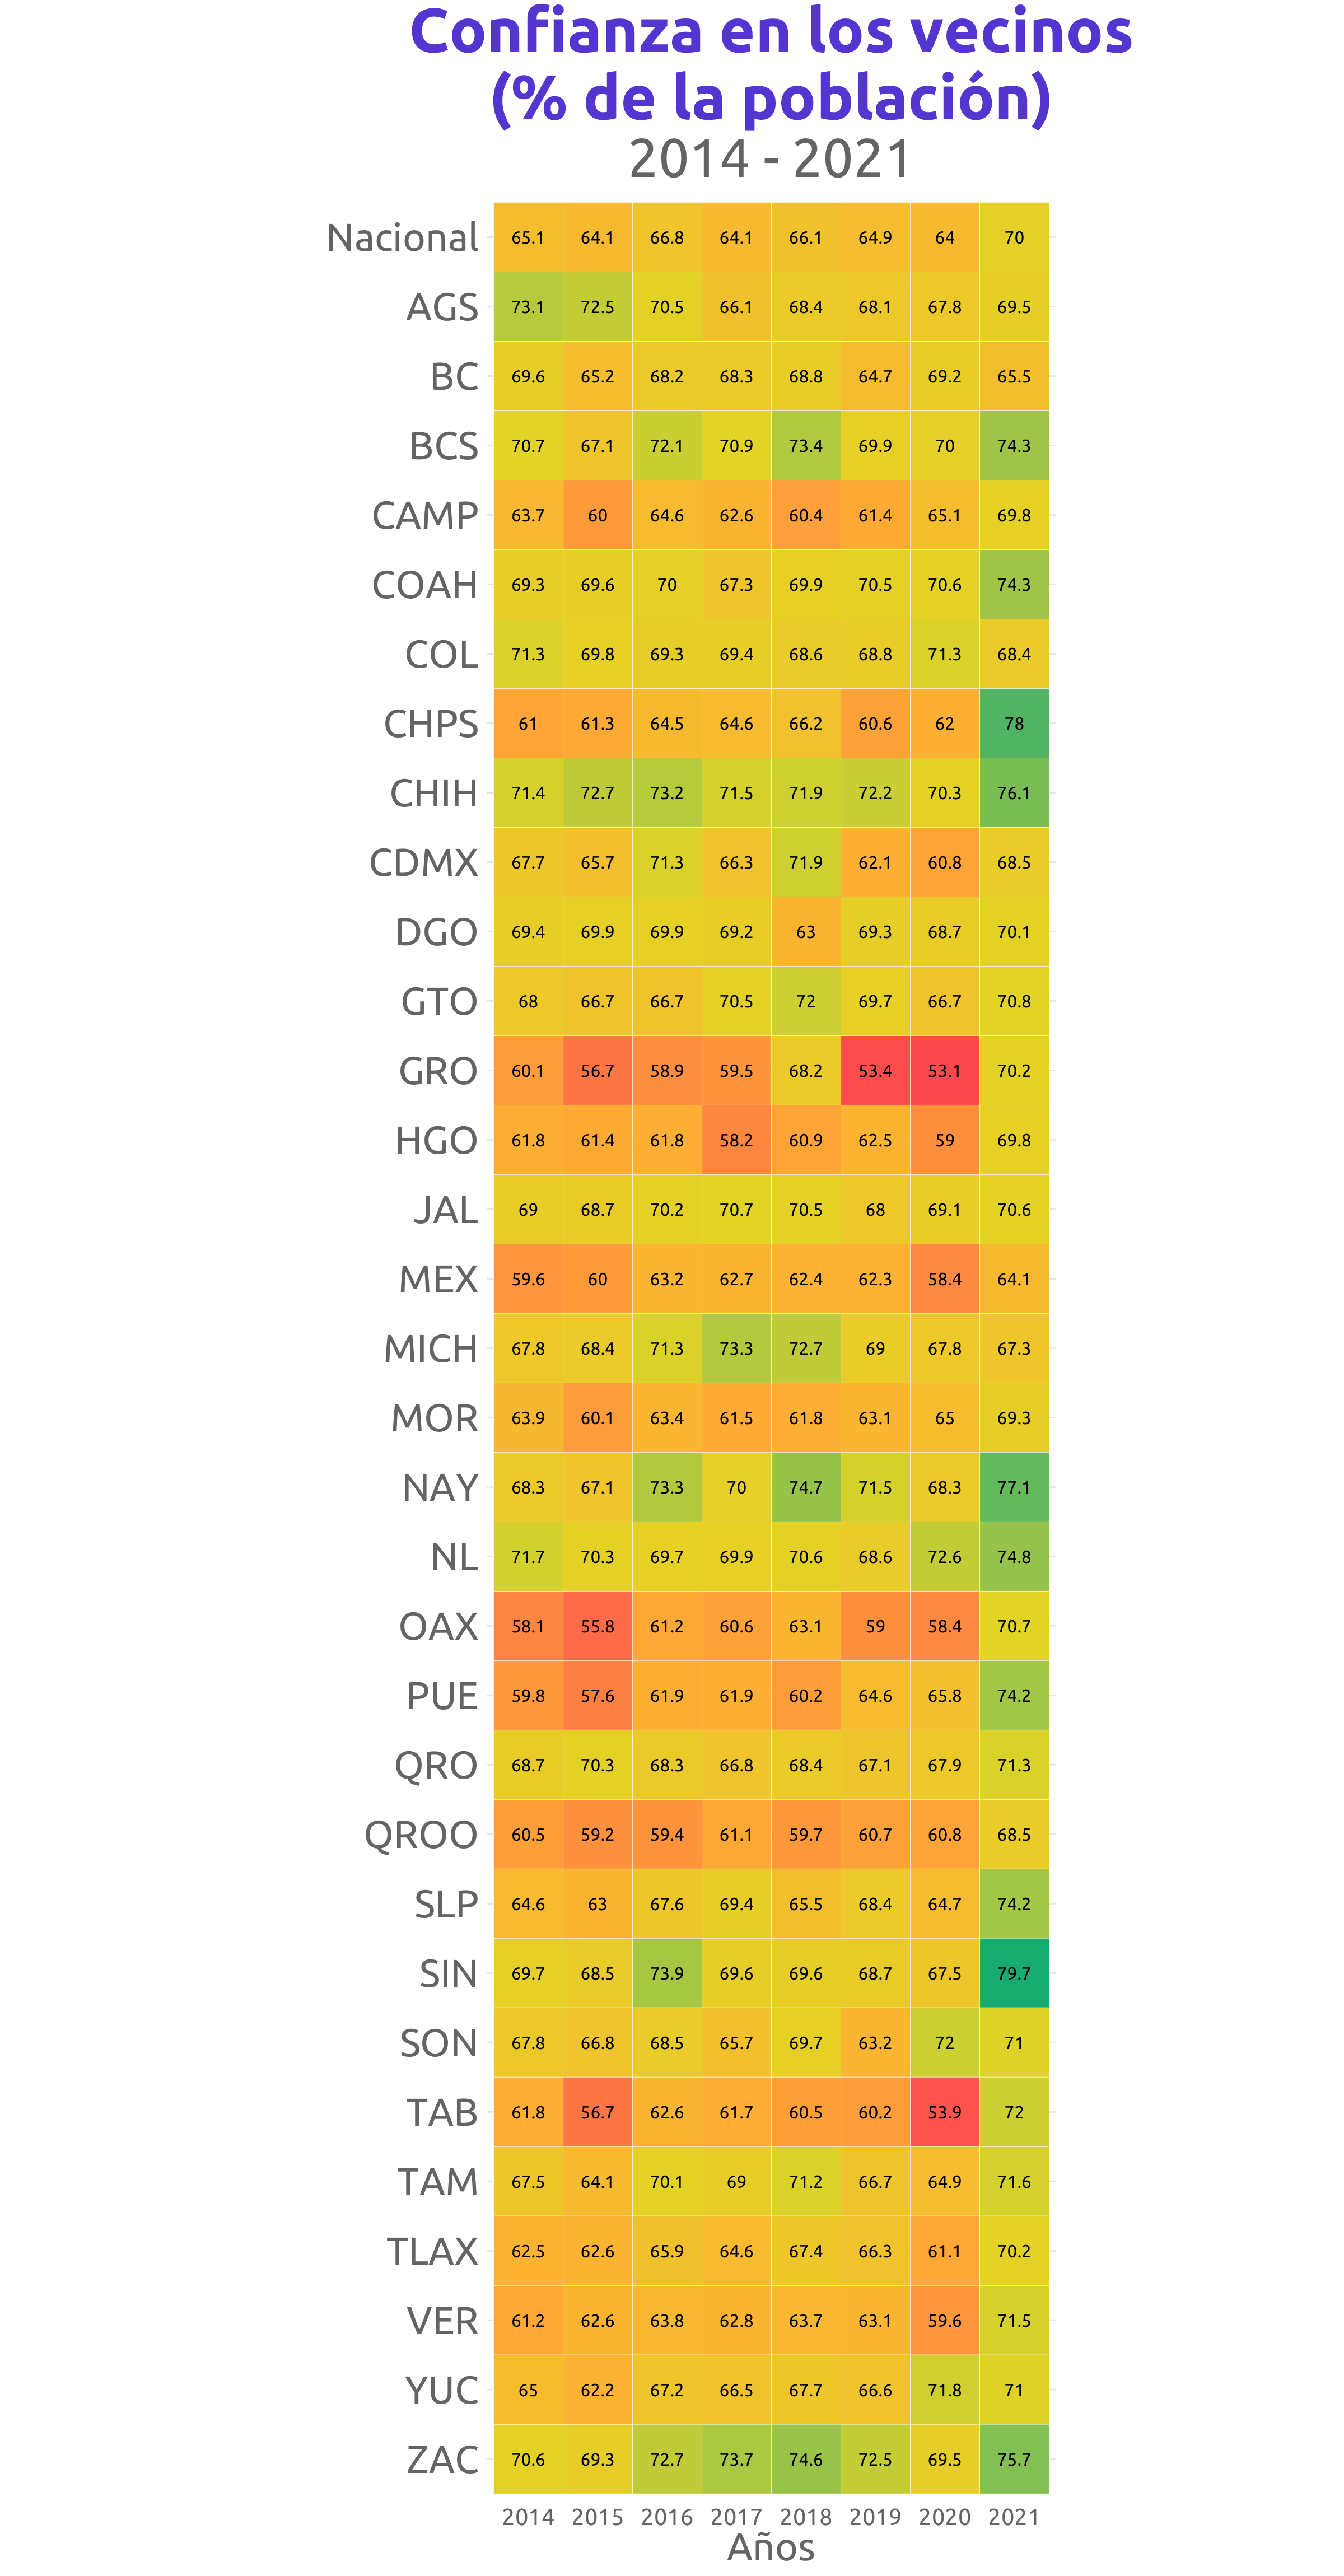 Confianza en los vecinos
(% de la población)
2014 - 2021
Nacional 65.1 64.1 66.8 64.1 66.1 64.9 64 70
AGS 73.1 72.5 70.5 66.1 68.4 68.1 67.8 69.5
BC 69.6 65.2 68.2 68.3 68.8 64.7 69.2 65.5
BCS 70.7 67.1 72.1 70.9 73.4 69.9 70 74.3
CAMP 63.7 60 64.6 62.6 60.4 61.4 65.1 69.8
COAH 69.3 69.6 70 67.3 69.9 70.5 70.6 74.3
COL 71.3 69.8 69.3 69.4 68.6 68.8 71.3 68.4
CHPS 61 61.3 64.5 64.6 66.2 60.6 62 78
CHIH 71.4 72.7 73.2 71.5 71.9 72.2 70.3 76.1
CDMX 67.7 65.7 71.3 66.3 71.9 62.1 60.8 68.5
DGO 69.4 69.9 69.9 69.2 63 69.3 68.7 70.1
GTO 68 66.7 66.7 70.5 72 69.7 66.7 70.8
GRO 60.1 56.7 58.9 59.5 68.2 53.4 53.1 70.2
HGO 61.8 61.4 61.8 58.2 60.9 62.5 59 69.8
JAL 69 68.7 70.2 70.7 70.5 68 69.1 70.6
MEX 59.6 60 63.2 62.7 62.4 62.3 58.4 64.1
MICH 67.8 68.4 71.3 73.3 72.7 69 67.8 67.3
MOR 63.9 60.1 63.4 61.5 61.8 63.1 65 69.3
NAY 68.3 67.1 73.3 70 74.7 71.5 68.3 77.1
NL 71.7 70.3 69.7 69.9 70.6 68.6 72.6 74.8
OAX 58.1 55.8 61.2 60.6 63.1 59 58.4 70.7
PUE 59.8 57.6 61.9 61.9 60.2 64.6 65.8 74.2
QRO 68.7 70.3 68.3 66.8 68.4 67.1 67.9 71.3
QROO 60.5 59.2 59.4 61.1 59.7 60.7 60.8 68.5
SLP 64.6 63 67.6 69.4 65.5 68.4 64.7 74.2
SIN 69.7 68.5 73.9 69.6 69.6 68.7 67.5 79.7
SON 67.8 66.8 68.5 65.7 69.7 63.2 72 71
TAB 61.8 56.7 62.6 61.7 60.5 60.2 53.9 72
TAM 67.5 64.1 70.1 69 71.2 66.7 64.9 71.6
TLAX 62.5 62.6 65.9 64.6 67.4 66.3 61.1 70.2
VER 61.2 62.6 63.8 62.8 63.7 63.1 59.6 71.5
YUC 65 62.2 67.2 66.5 67.7 66.6 71.8 71
ZAC 70.6 69.3 72.7 73.7 74.6 72.5 69.5 75.7
2014 2015 2016 2017 2018 2019 2020 2021
Años